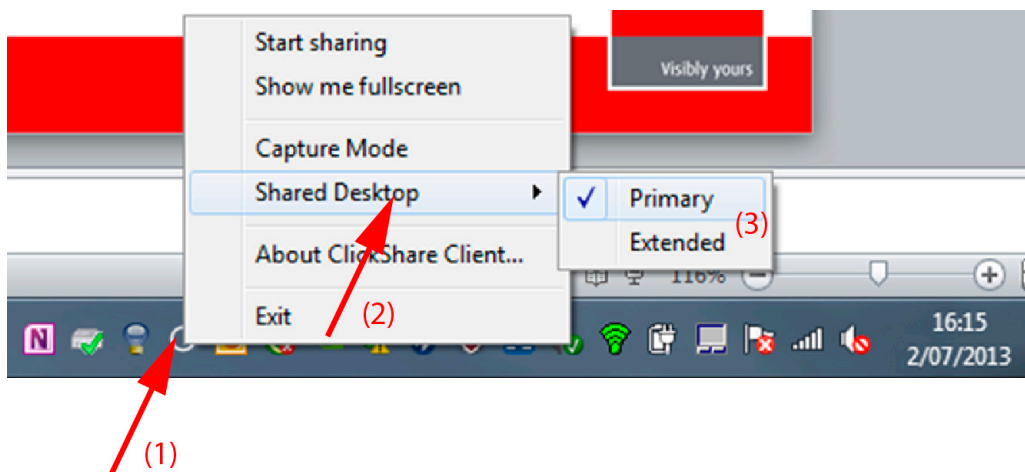 Start sharing
Show me fullscreen
Visibly yours
Capture Mode
Shared Desktop
Primary
Extended
(3)
About ClickShare Client...
116%
Exit
(2)
N
16:15
2/07/2013
(1)